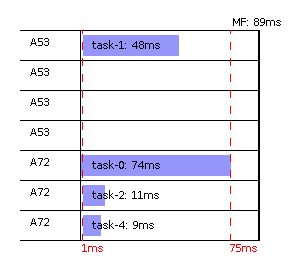 MF: 89ms
A53 task-1: 48ms
A53
A53
A53
A72 task-0: 74ms
A72 task-2: 11ms
A72 task-4: 9ms
1ms 75ms